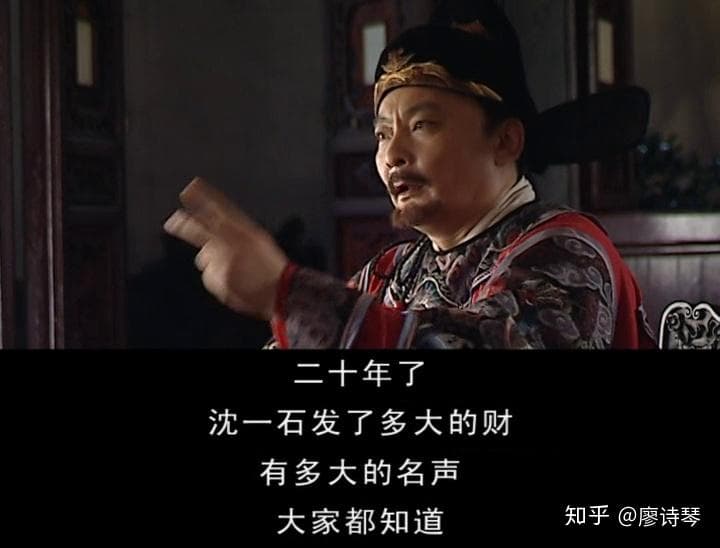 二十年了
沈一石发了多大的财
有多大的名声
大家都知道
知乎 @廖诗琴